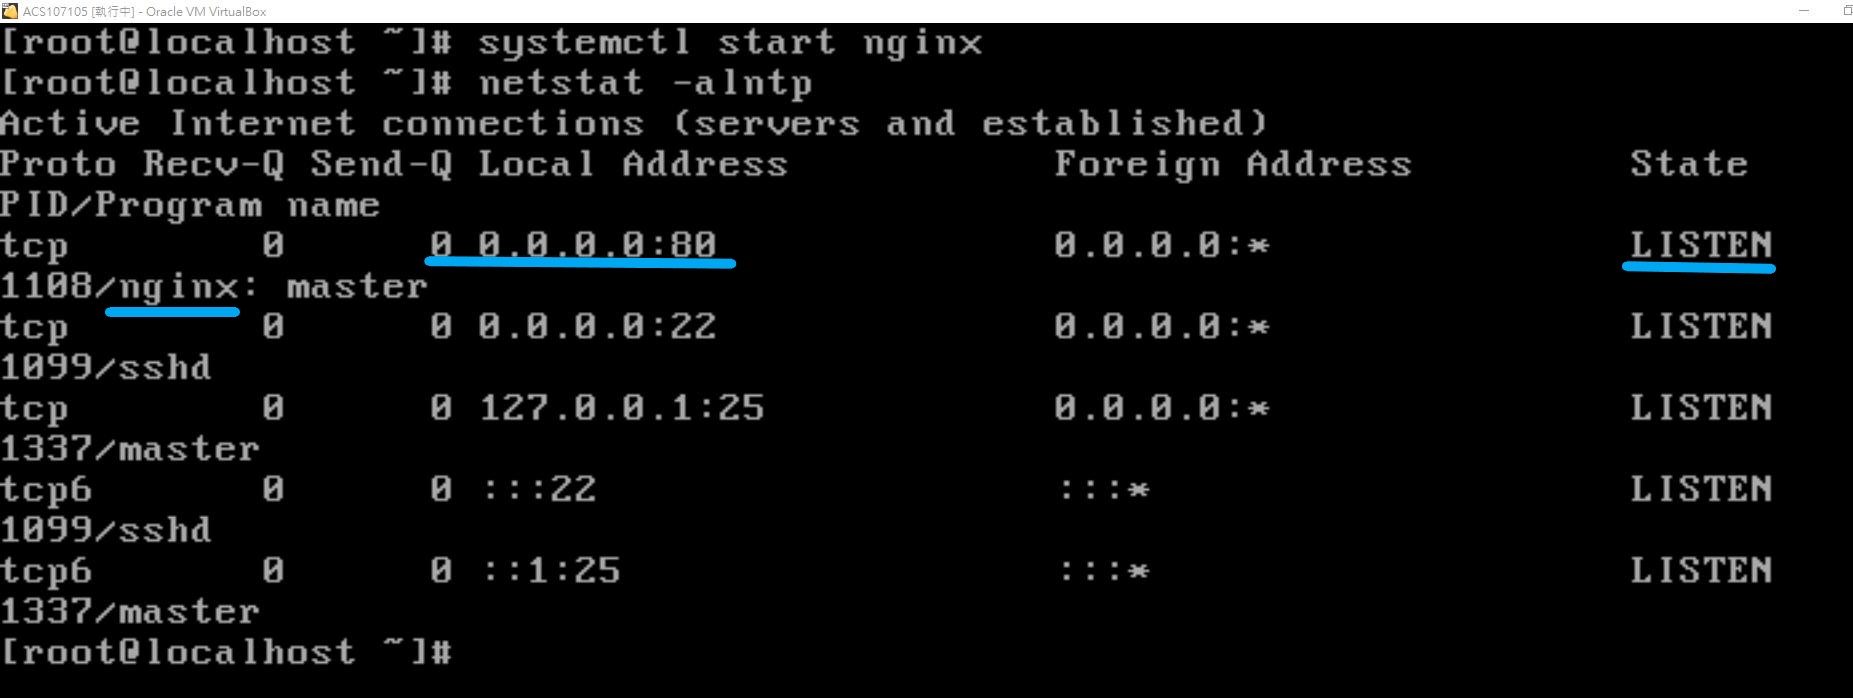 ACS107105 [執行中] - Oracle VM VirtualBox
[root@localhost ~]# systemctl start nginx
[root@localhost ~]# netstat -alntp
Active Internet connections (servers and established)
Proto Recv-Q Send-Q Local Address           Foreign Address         State
PID/Program name
tcp        0      0 0.0.0.0:80              0.0.0.0:*               LISTEN
1108/nginx: master
tcp        0      0 0.0.0.0:22              0.0.0.0:*               LISTEN
1099/sshd
tcp        0      0 127.0.0.1:25            0.0.0.0:*               LISTEN
1337/master
tcp6       0      0 :::22                   :::*                    LISTEN
1099/sshd
tcp6       0      0 ::1:25                  :::*                    LISTEN
1337/master
[root@localhost ~]#